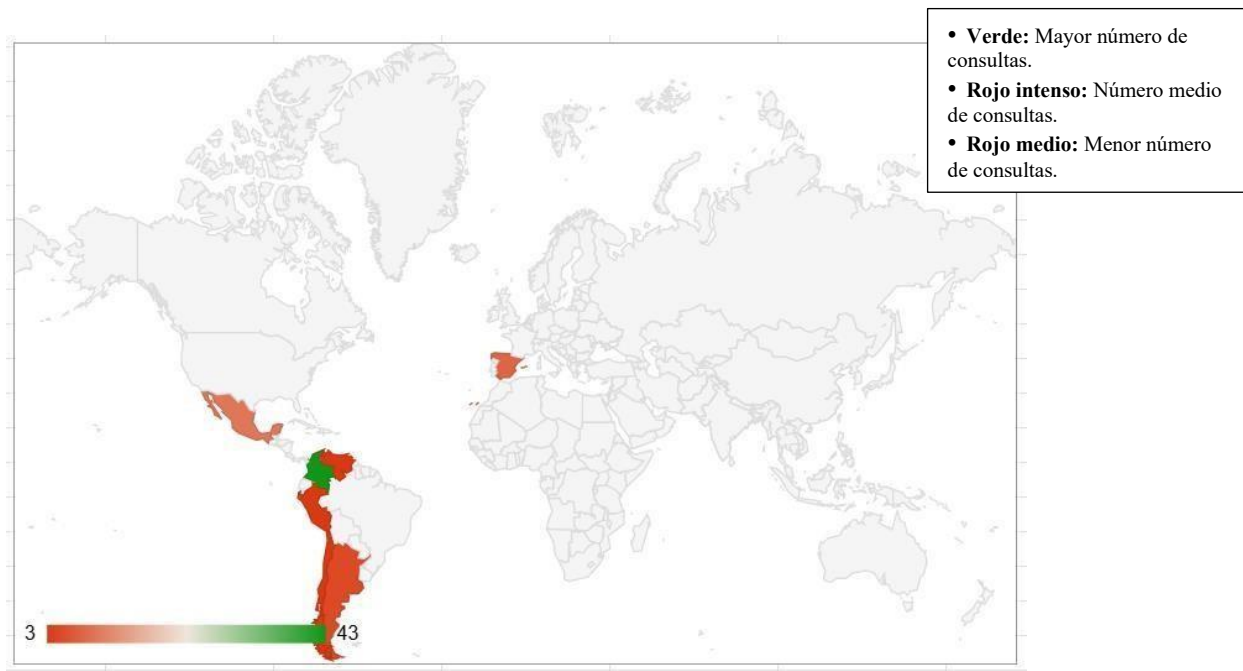 • Verde: Mayor número de
consultas.
• Rojo intenso: Número medio
de consultas.
• Rojo medio: Menor número
de consultas.
3 43